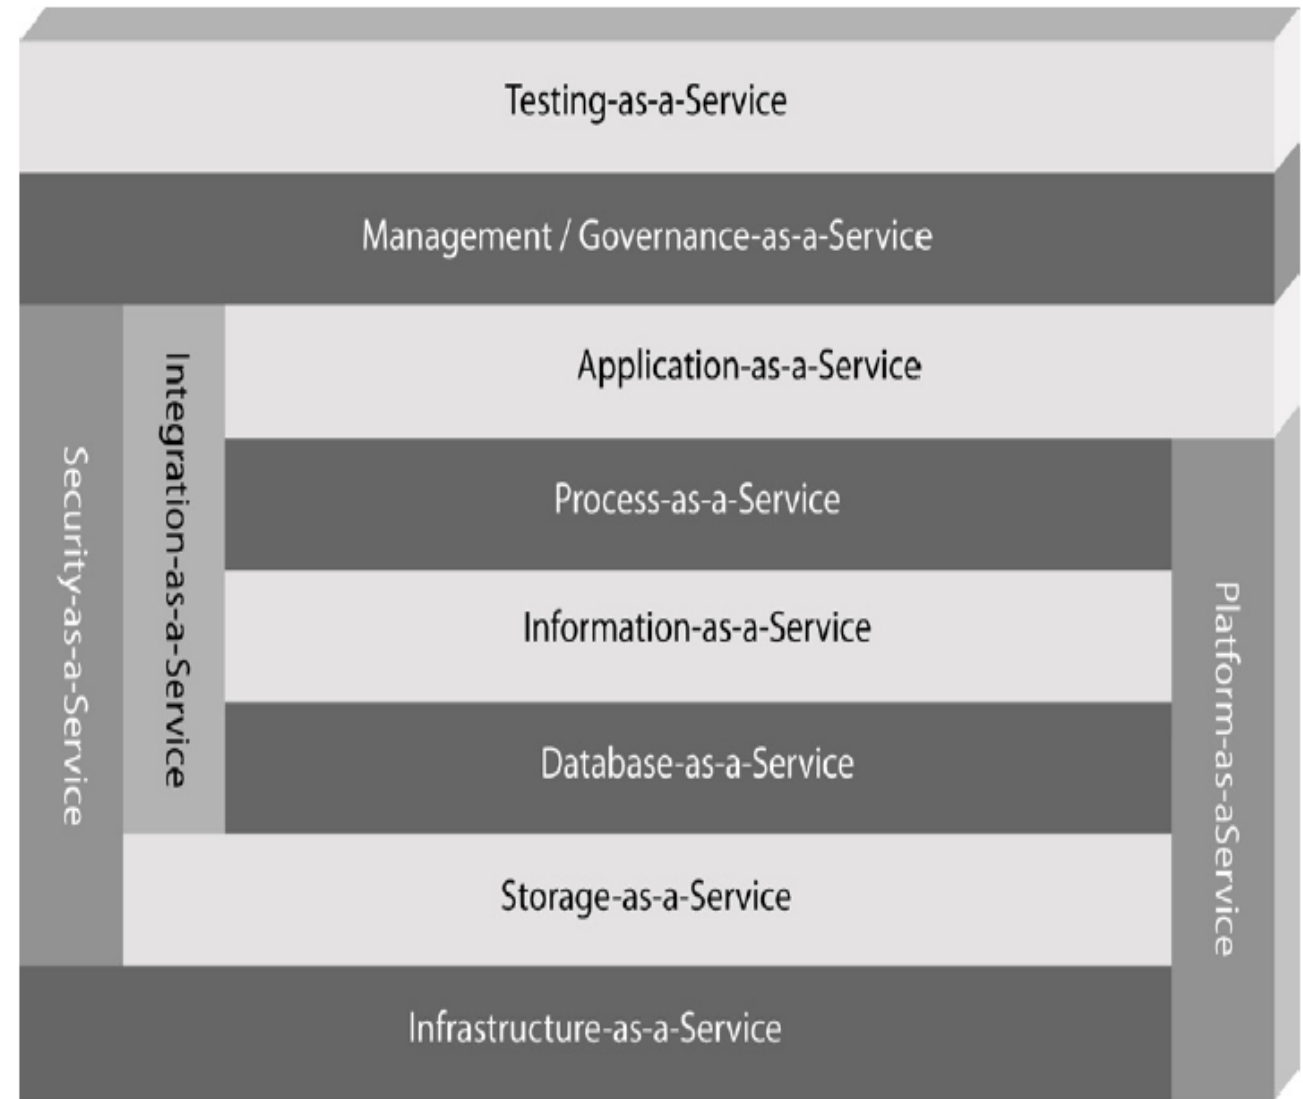 Testing-as-a-Service
Management / Governance-as-a-Service
Security-as-a-Service
Integration-as-a-Service
Application-as-a-Service
Process-as-a-Service
Information-as-a-Service
Database-as-a-Service
Storage-as-a-Service
Infrastructure-as-a-Service
Platform-as-aService